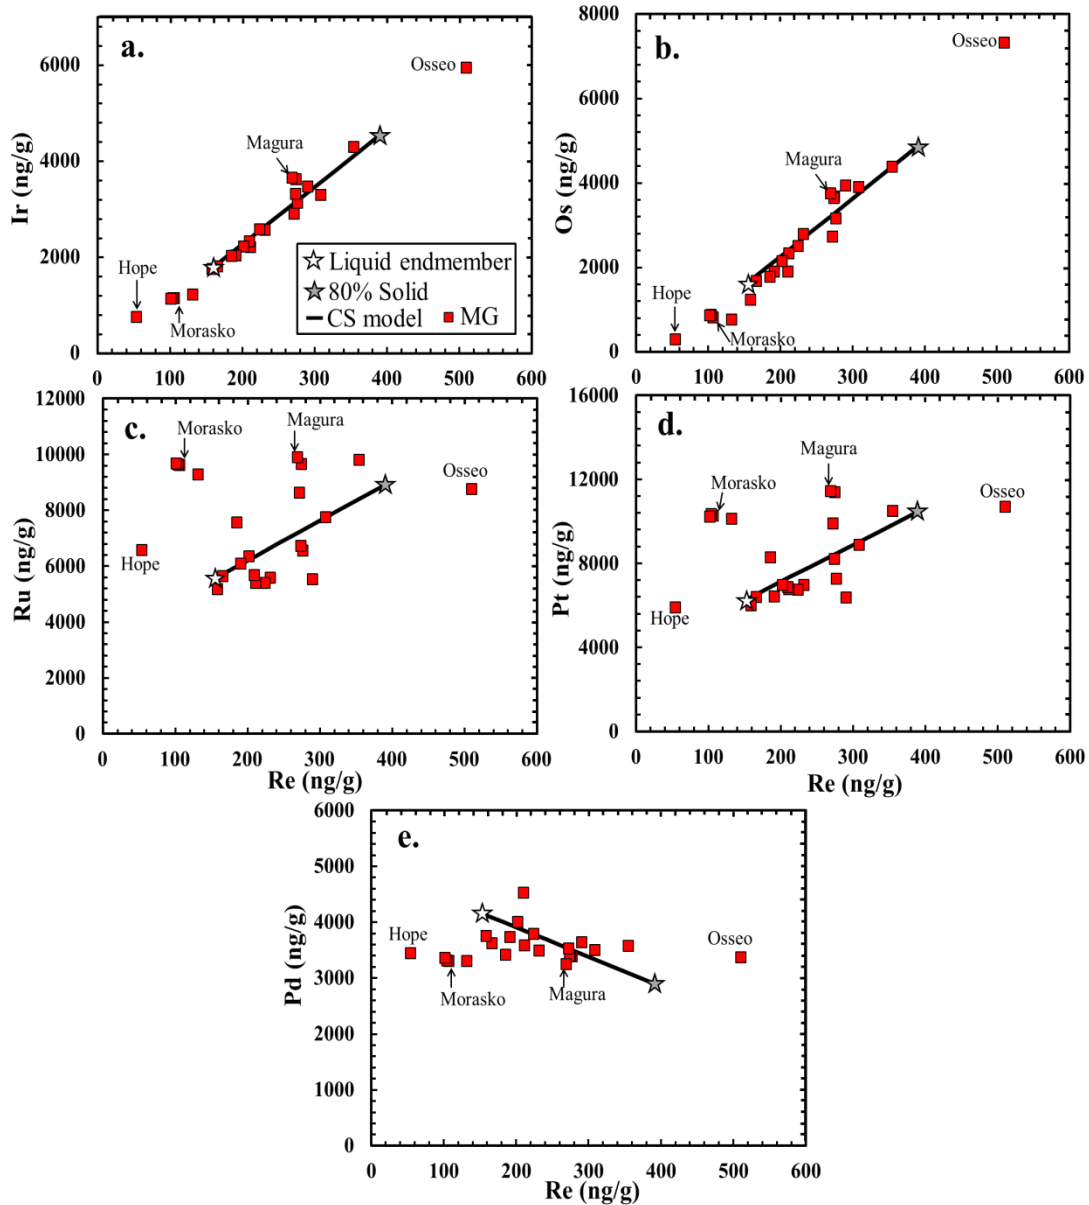 a.
Ir (ng/g)
6000
4000
2000
0
Osseo
Magura
Hope
Morasko
Liquid endmember
80% Solid
CS model MG
0 100 200 300 400 500 600
b.
Os (ng/g)
8000
6000
4000
2000
0
Osseo
Magura
Hope
Morasko
0 100 200 300 400 500 600
c.
Ru (ng/g)
12000
10000
8000
6000
4000
2000
0
Morasko
Magura
Osseo
Hope
0 100 200 300 400 500 600
Re (ng/g)
d.
Pt (ng/g)
16000
12000
8000
4000
0
Magura
Morasko
Osseo
Hope
0 100 200 300 400 500 600
Re (ng/g)
e.
Pd (ng/g)
6000
5000
4000
3000
2000
1000
0
Hope
Osseo
Morasko
Magura
0 100 200 300 400 500 600
Re (ng/g)